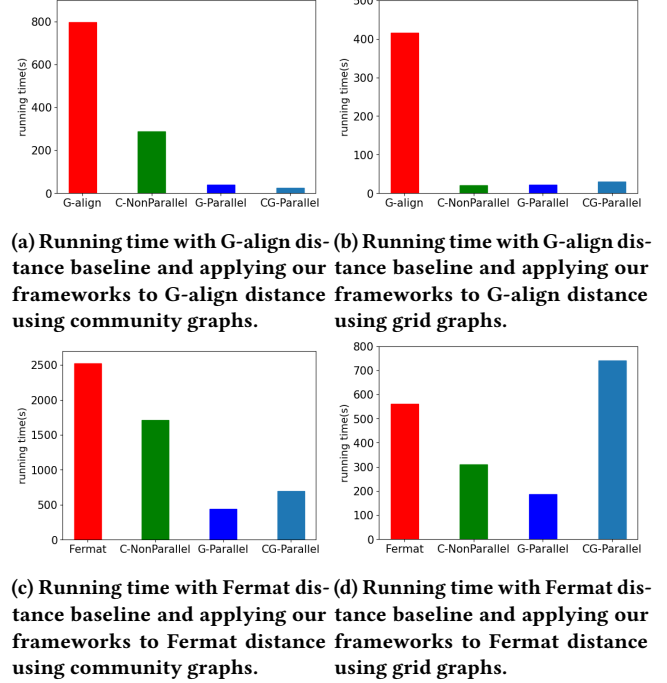 800
600
400
200
0
running time(s)
G-align C-NonParallel G-Parallel CG-Parallel
500
400
300
200
100
0
running time(s)
G-align C-NonParallel G-Parallel CG-Parallel
(a) Running time with G-align dis-
tance baseline and applying our
frameworks to G-align distance
using community graphs.
(b) Running time with G-align dis-
tance baseline and applying our
frameworks to G-align distance
using grid graphs.
2500
2000
1500
1000
500
0
running time(s)
Fermat C-NonParallel G-Parallel CG-Parallel
800
700
600
500
400
300
200
100
0
running time(s)
Fermat C-NonParallel G-Parallel CG-Parallel
(c) Running time with Fermat dis-
tance baseline and applying our
frameworks to Fermat distance
using community graphs.
(d) Running time with Fermat dis-
tance baseline and applying our
frameworks to Fermat distance
using grid graphs.